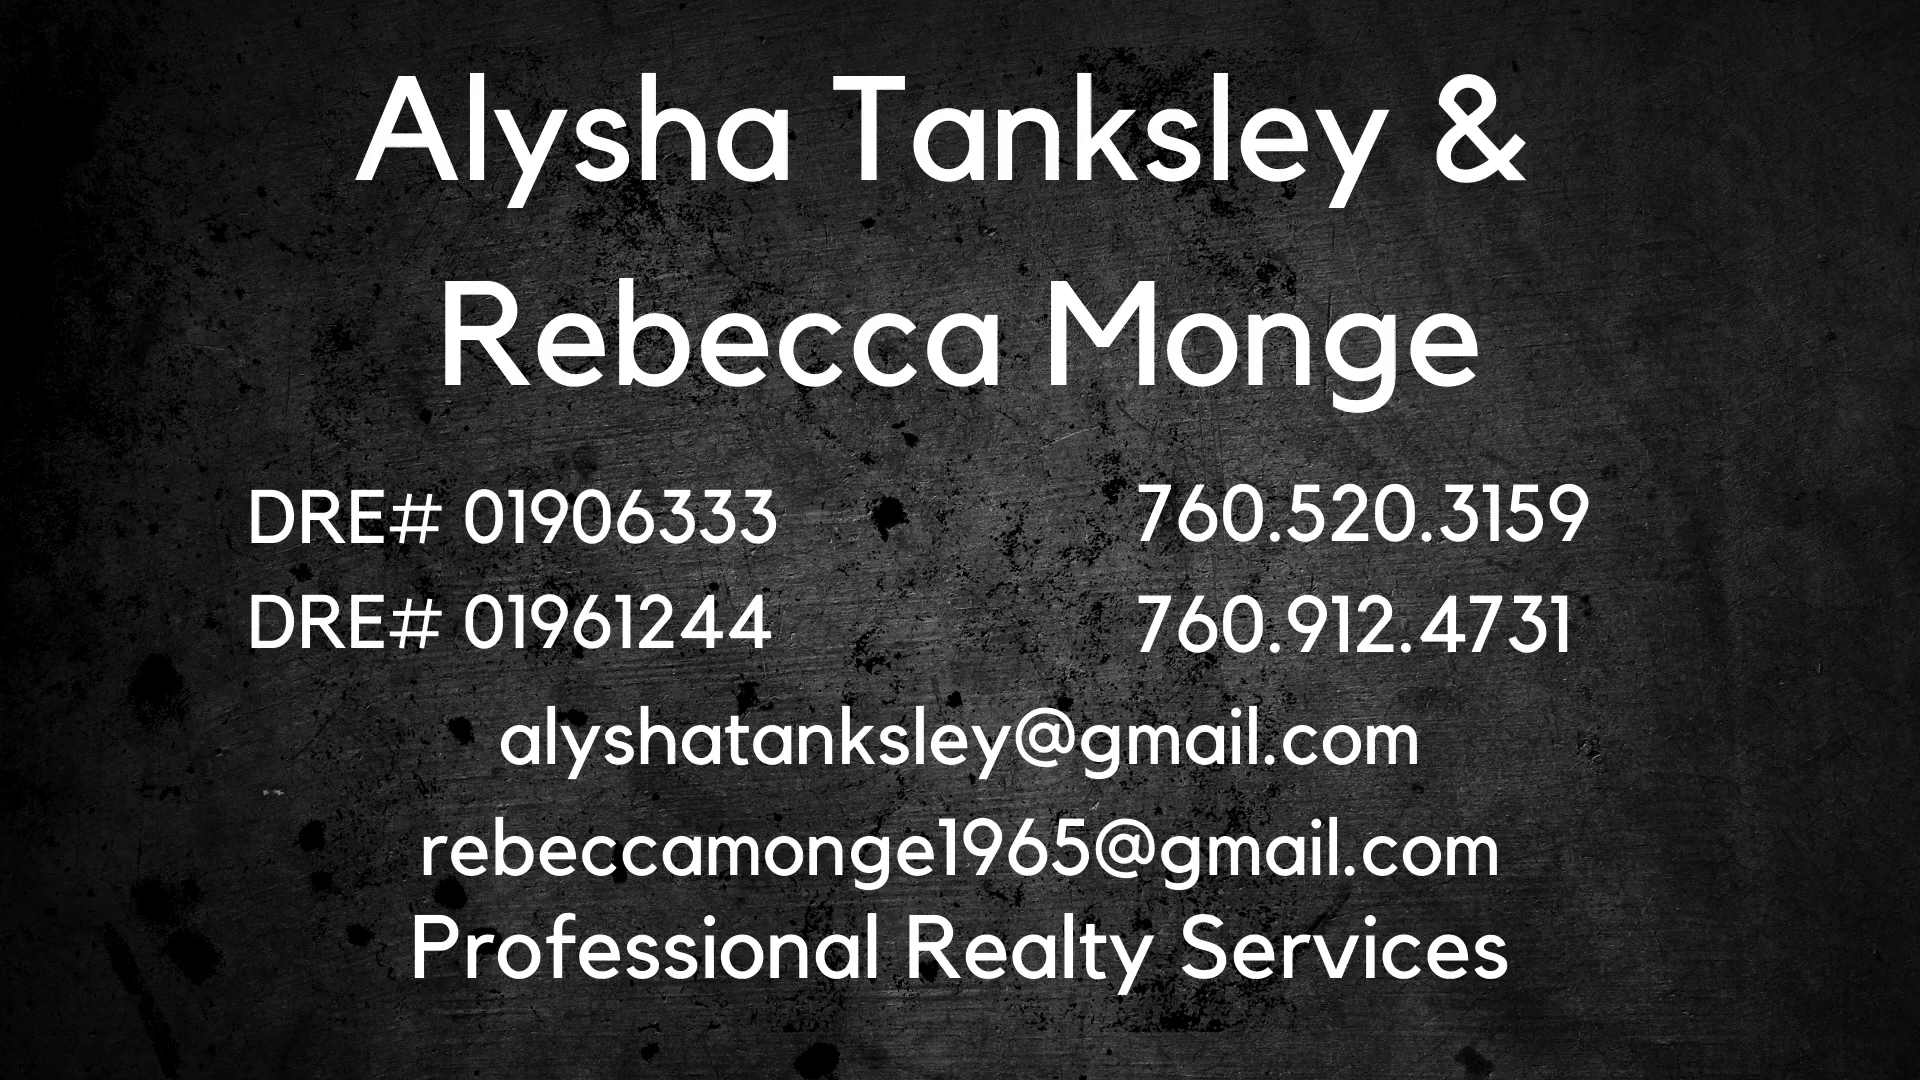 Alysha Tanksley &
Rebecca Monge
DRE# 01906333 760.520.3159
DRE# 01961244 760.912.4731
alyshatanksley@gmail.com
rebeccamonge1965@gmail.com
Professional Realty Services